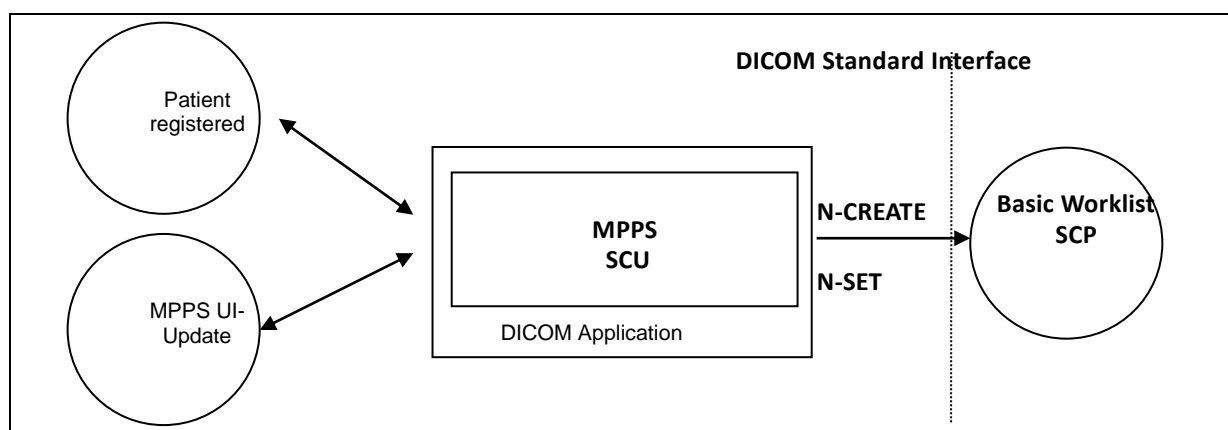 DICOM Standard Interface
Patient
registered
MPPS
SCU
N-CREATE
N-SET
Basic Worklist
SCP
MPPS UI-
Update
DICOM Application